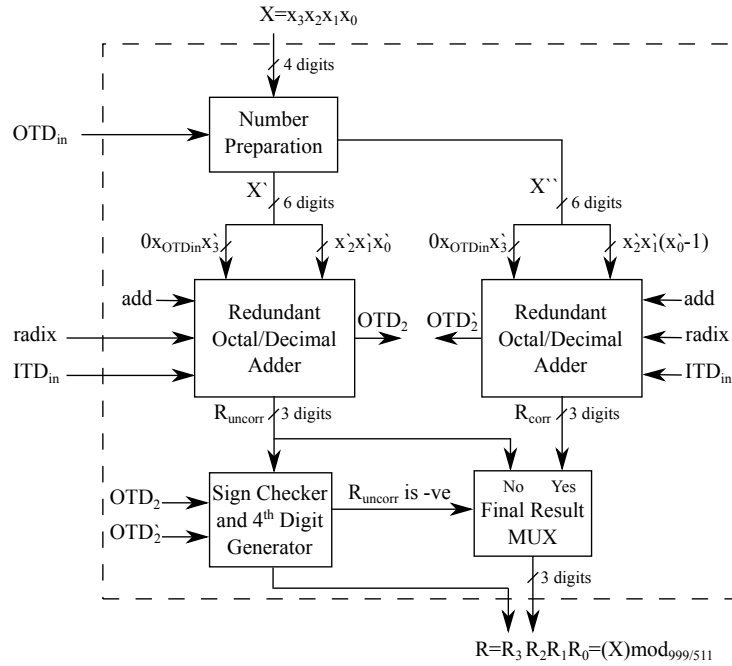 X=x₃x₂x₁x₀
4 digits
OTDin
Number
Preparation
X`
6 digits
X``
6 digits
0xOTDinx`₃
x`₂x`₁x`₀
0xOTDinx`₃
x`₂x`₁(x`₀-1)
add
radix
ITDin
Redundant
Octal/Decimal
Adder
OTD₂
OTD`₂
Redundant
Octal/Decimal
Adder
add
radix
ITDin
Runcorr
3 digits
Rcorr
3 digits
OTD₂
OTD`₂
Sign Checker
and 4th Digit
Generator
Runcorr is -ve
No Yes
Final Result
MUX
3 digits
R=R₃ R₂R₁R₀=(X)mod999/511